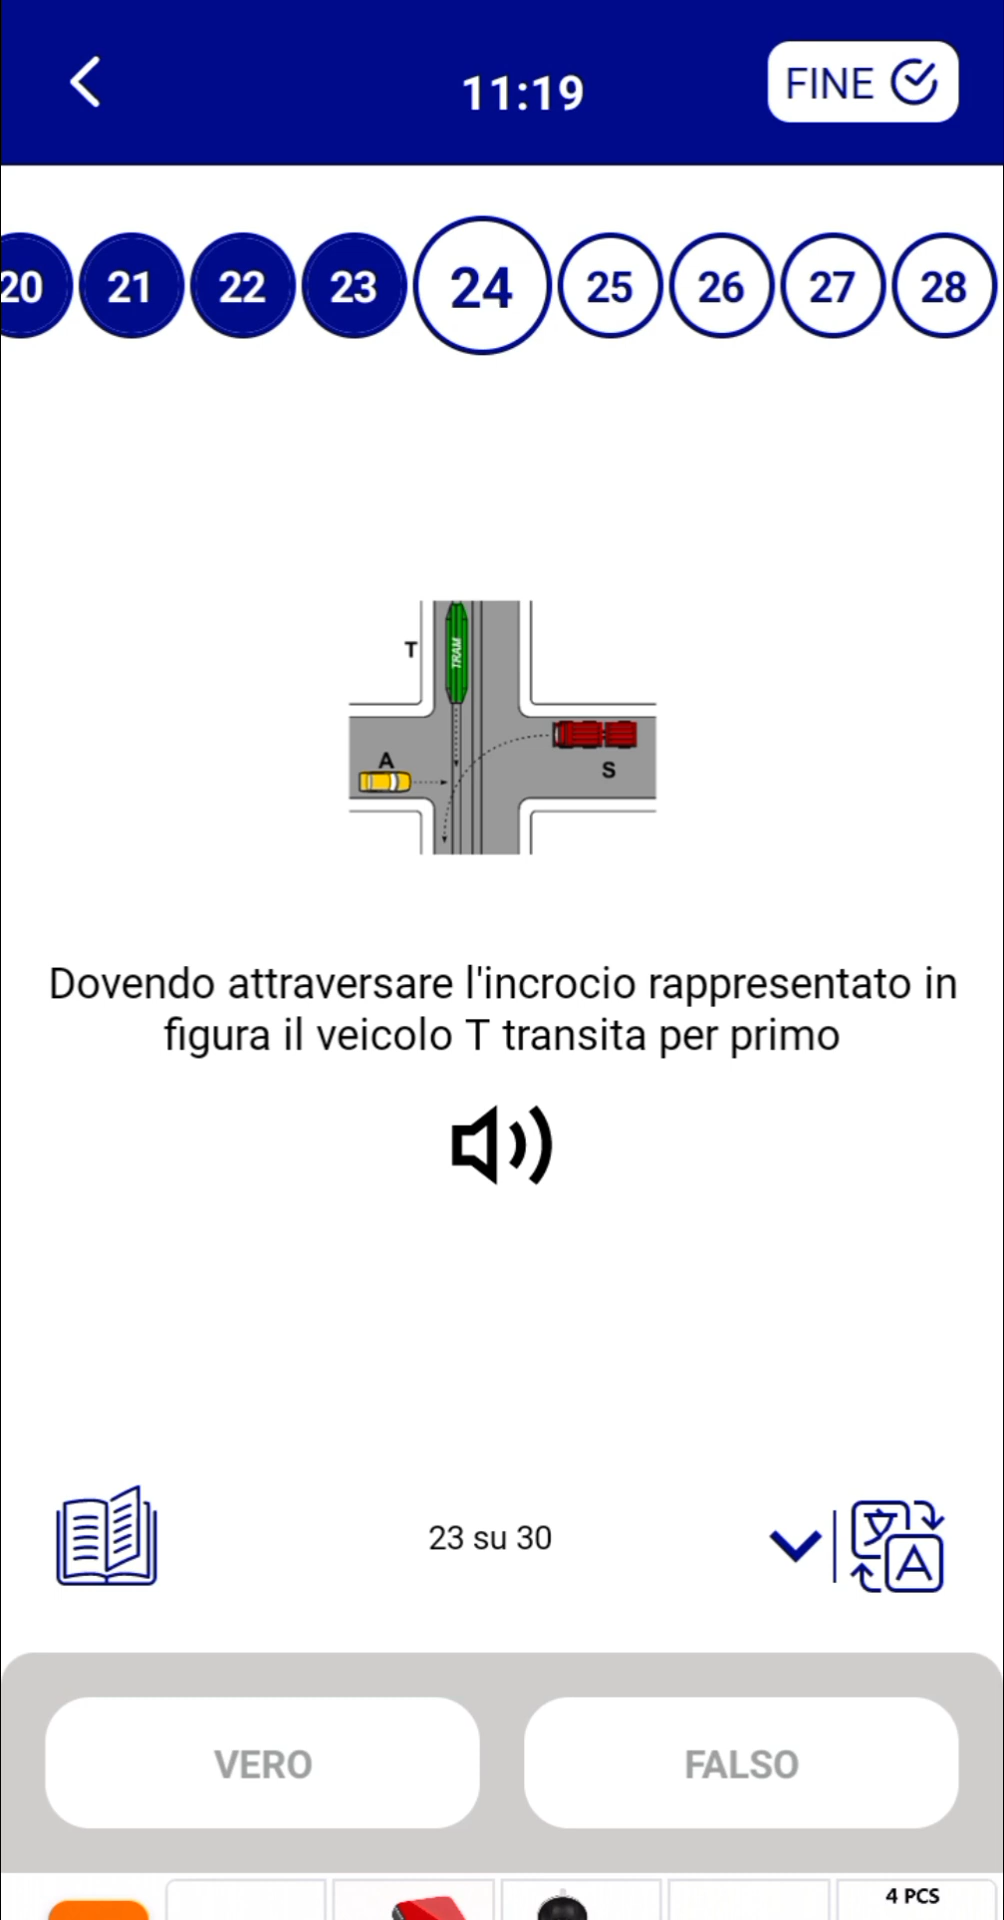 11:19
FINE
20 21 22 23 24 25 26 27 28
T
TRAM
A
S
Dovendo attraversare l'incrocio rappresentato in
figura il veicolo T transita per primo
23 su 30
文
A
VERO
FALSO
4 PCS